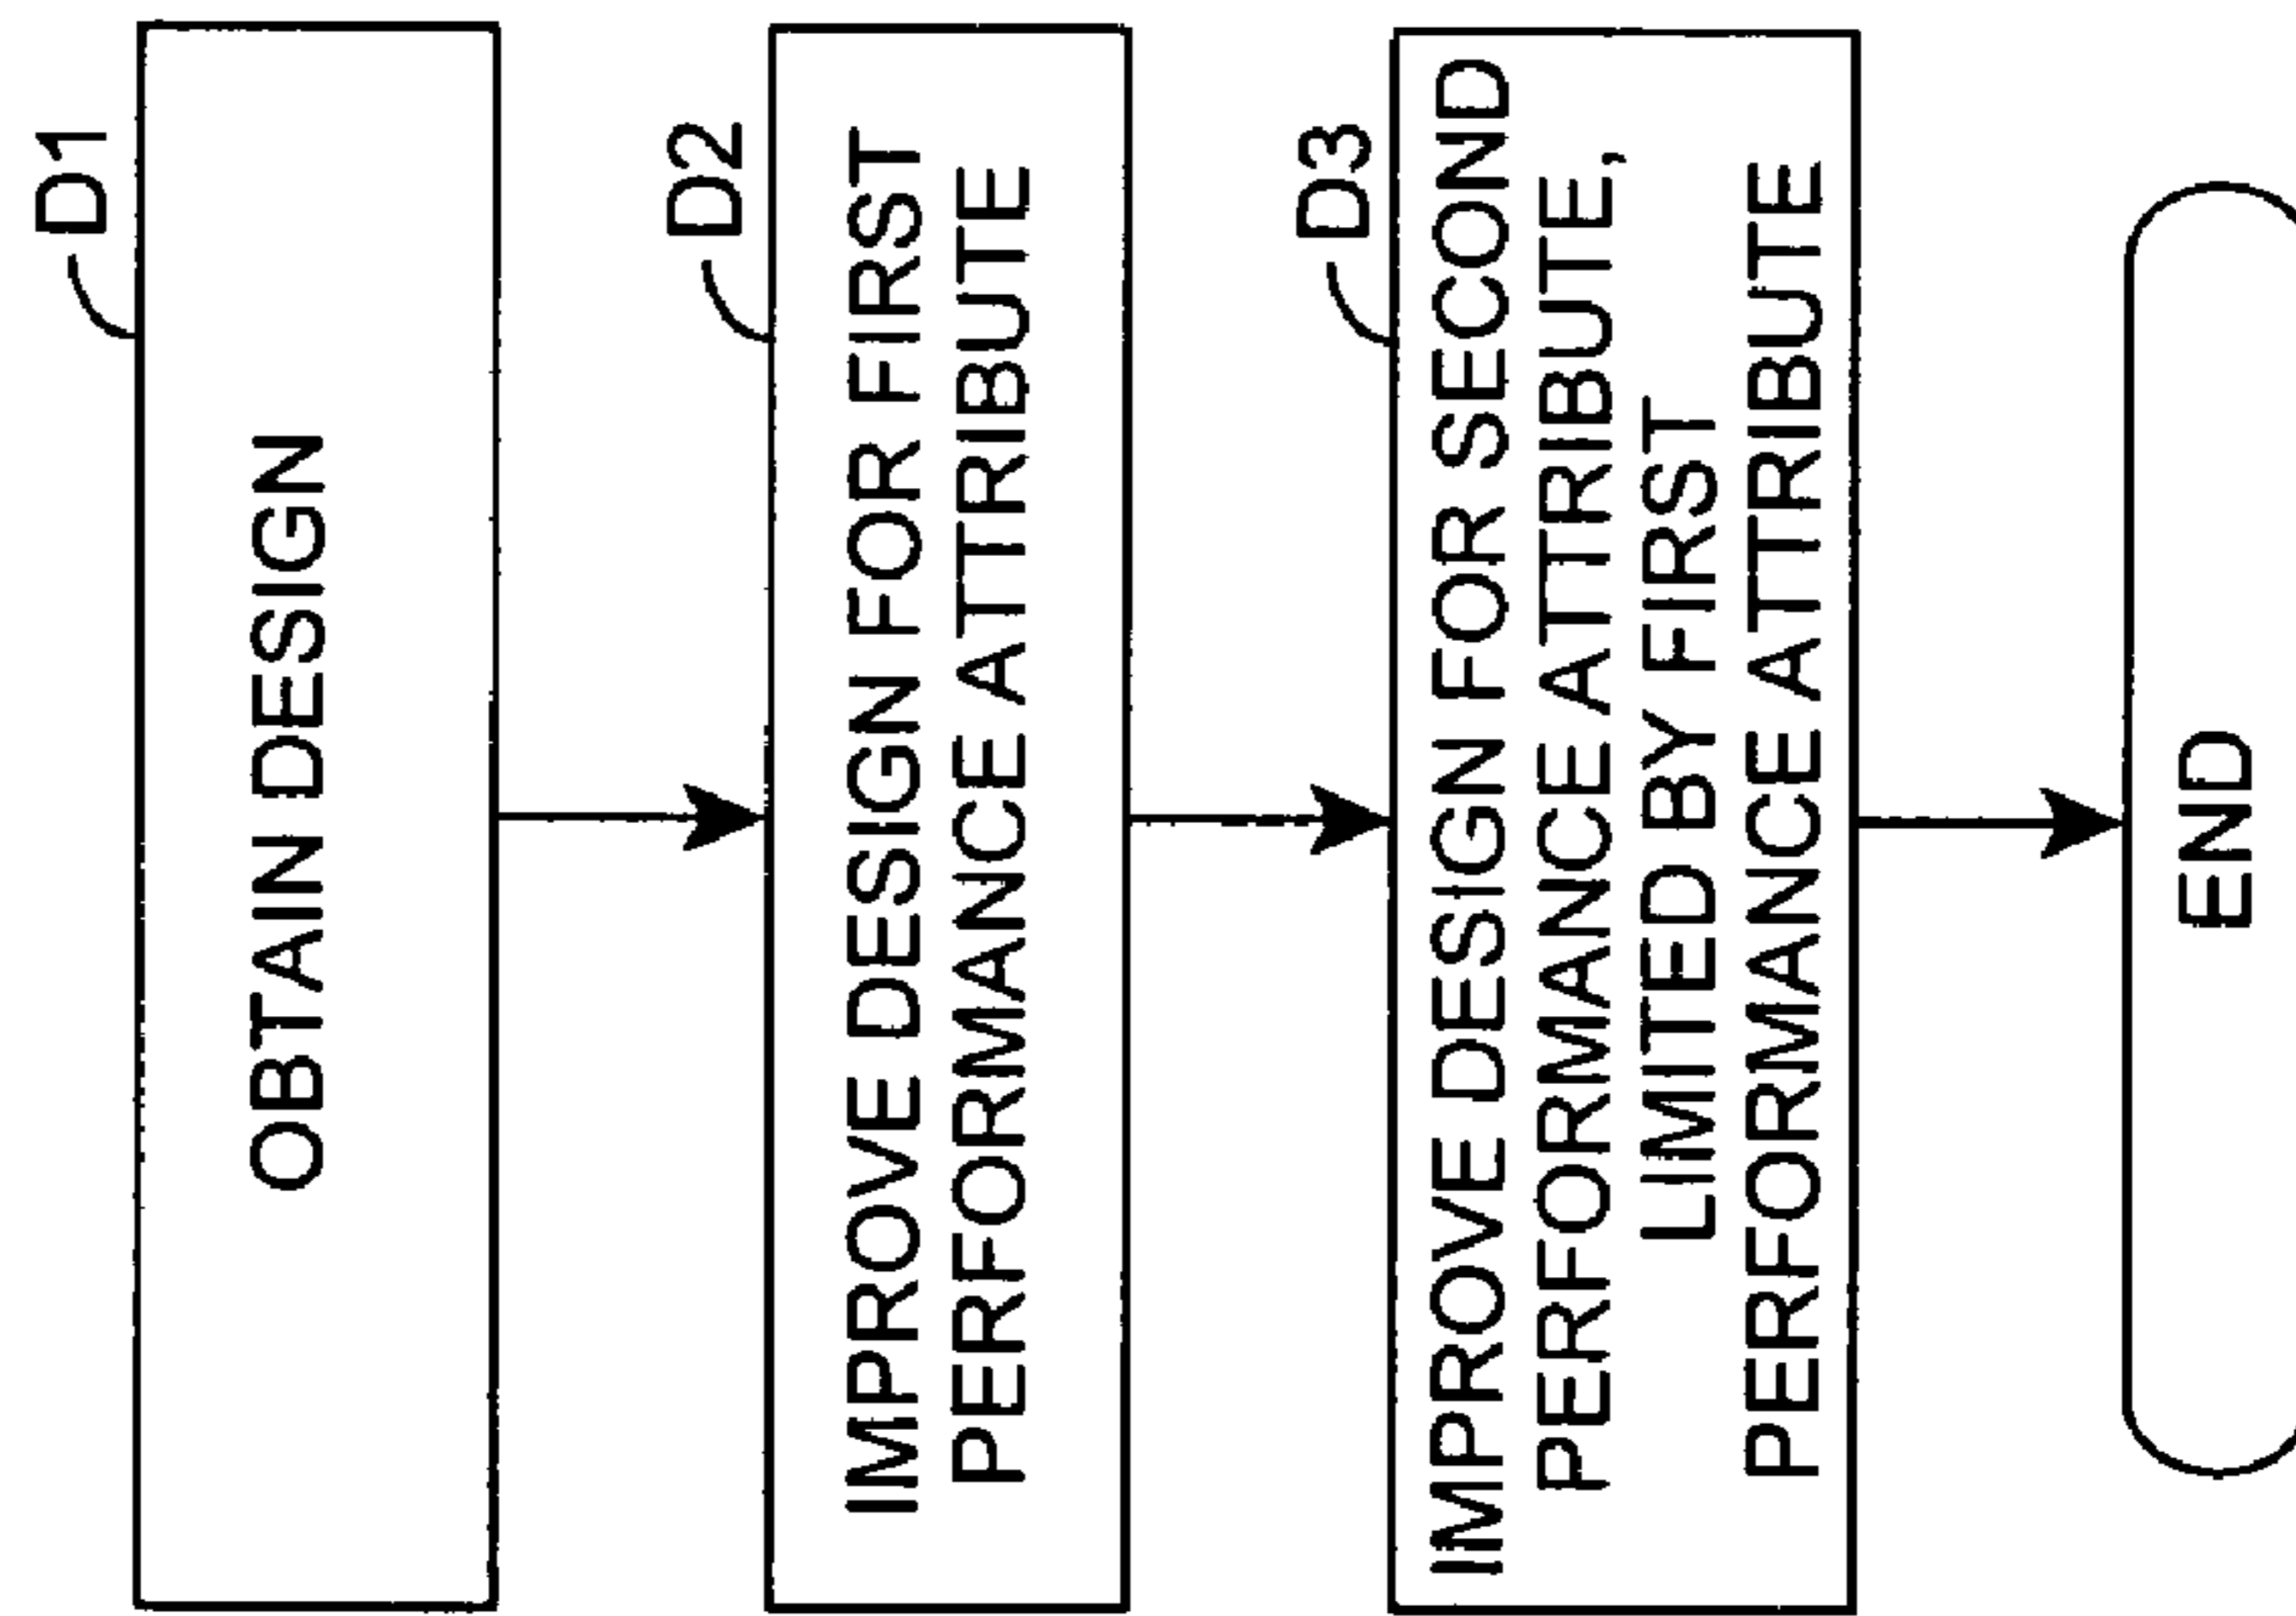 D1
OBTAIN DESIGN
D2
IMPROVE DESIGN FOR FIRST
PERFORMANCE ATTRIBUTE
D3
IMPROVE DESIGN FOR SECOND
PERFORMANCE ATTRIBUTE,
LIMITED BY FIRST
PERFORMANCE ATTRIBUTE
END